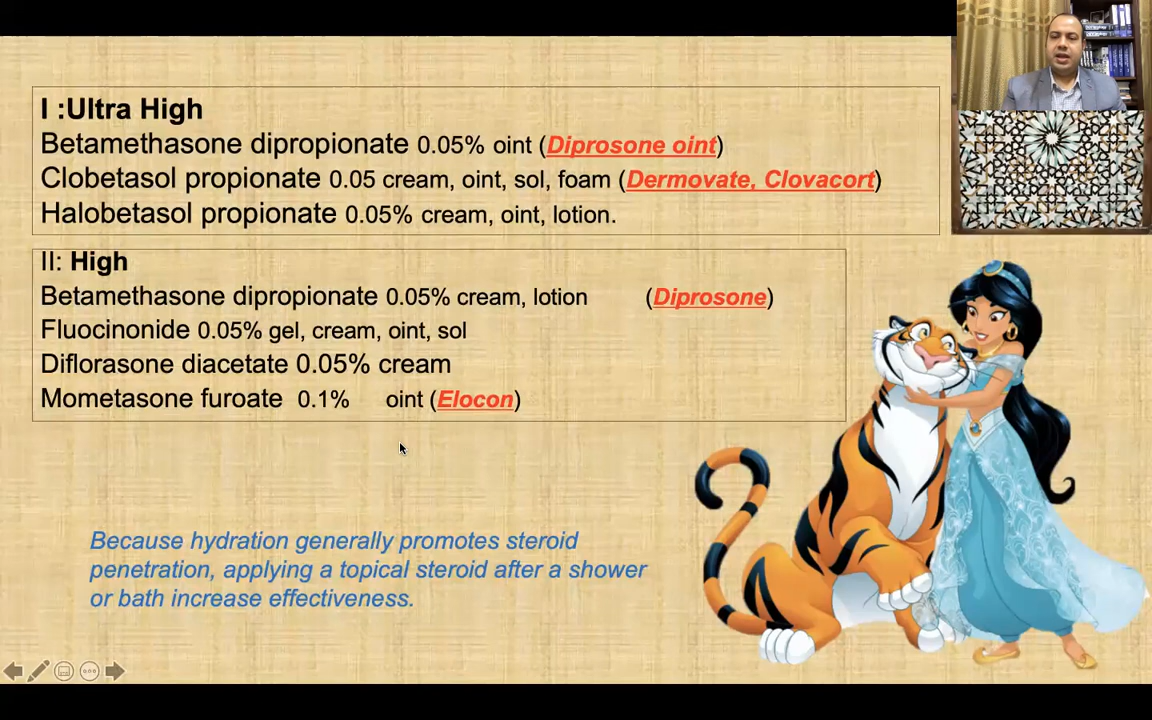 I :Ultra High
Betamethasone dipropionate 0.05% oint (Diprosone oint)
Clobetasol propionate 0.05 cream, oint, sol, foam (Dermovate, Clovacort)
Halobetasol propionate 0.05% cream, oint, lotion.
II: High
Betamethasone dipropionate 0.05% cream, lotion (Diprosone)
Fluocinonide 0.05% gel, cream, oint, sol
Diflorasone diacetate 0.05% cream
Mometasone furoate 0.1% oint (Elocon)
Because hydration generally promotes steroid
penetration, applying a topical steroid after a shower
or bath increase effectiveness.